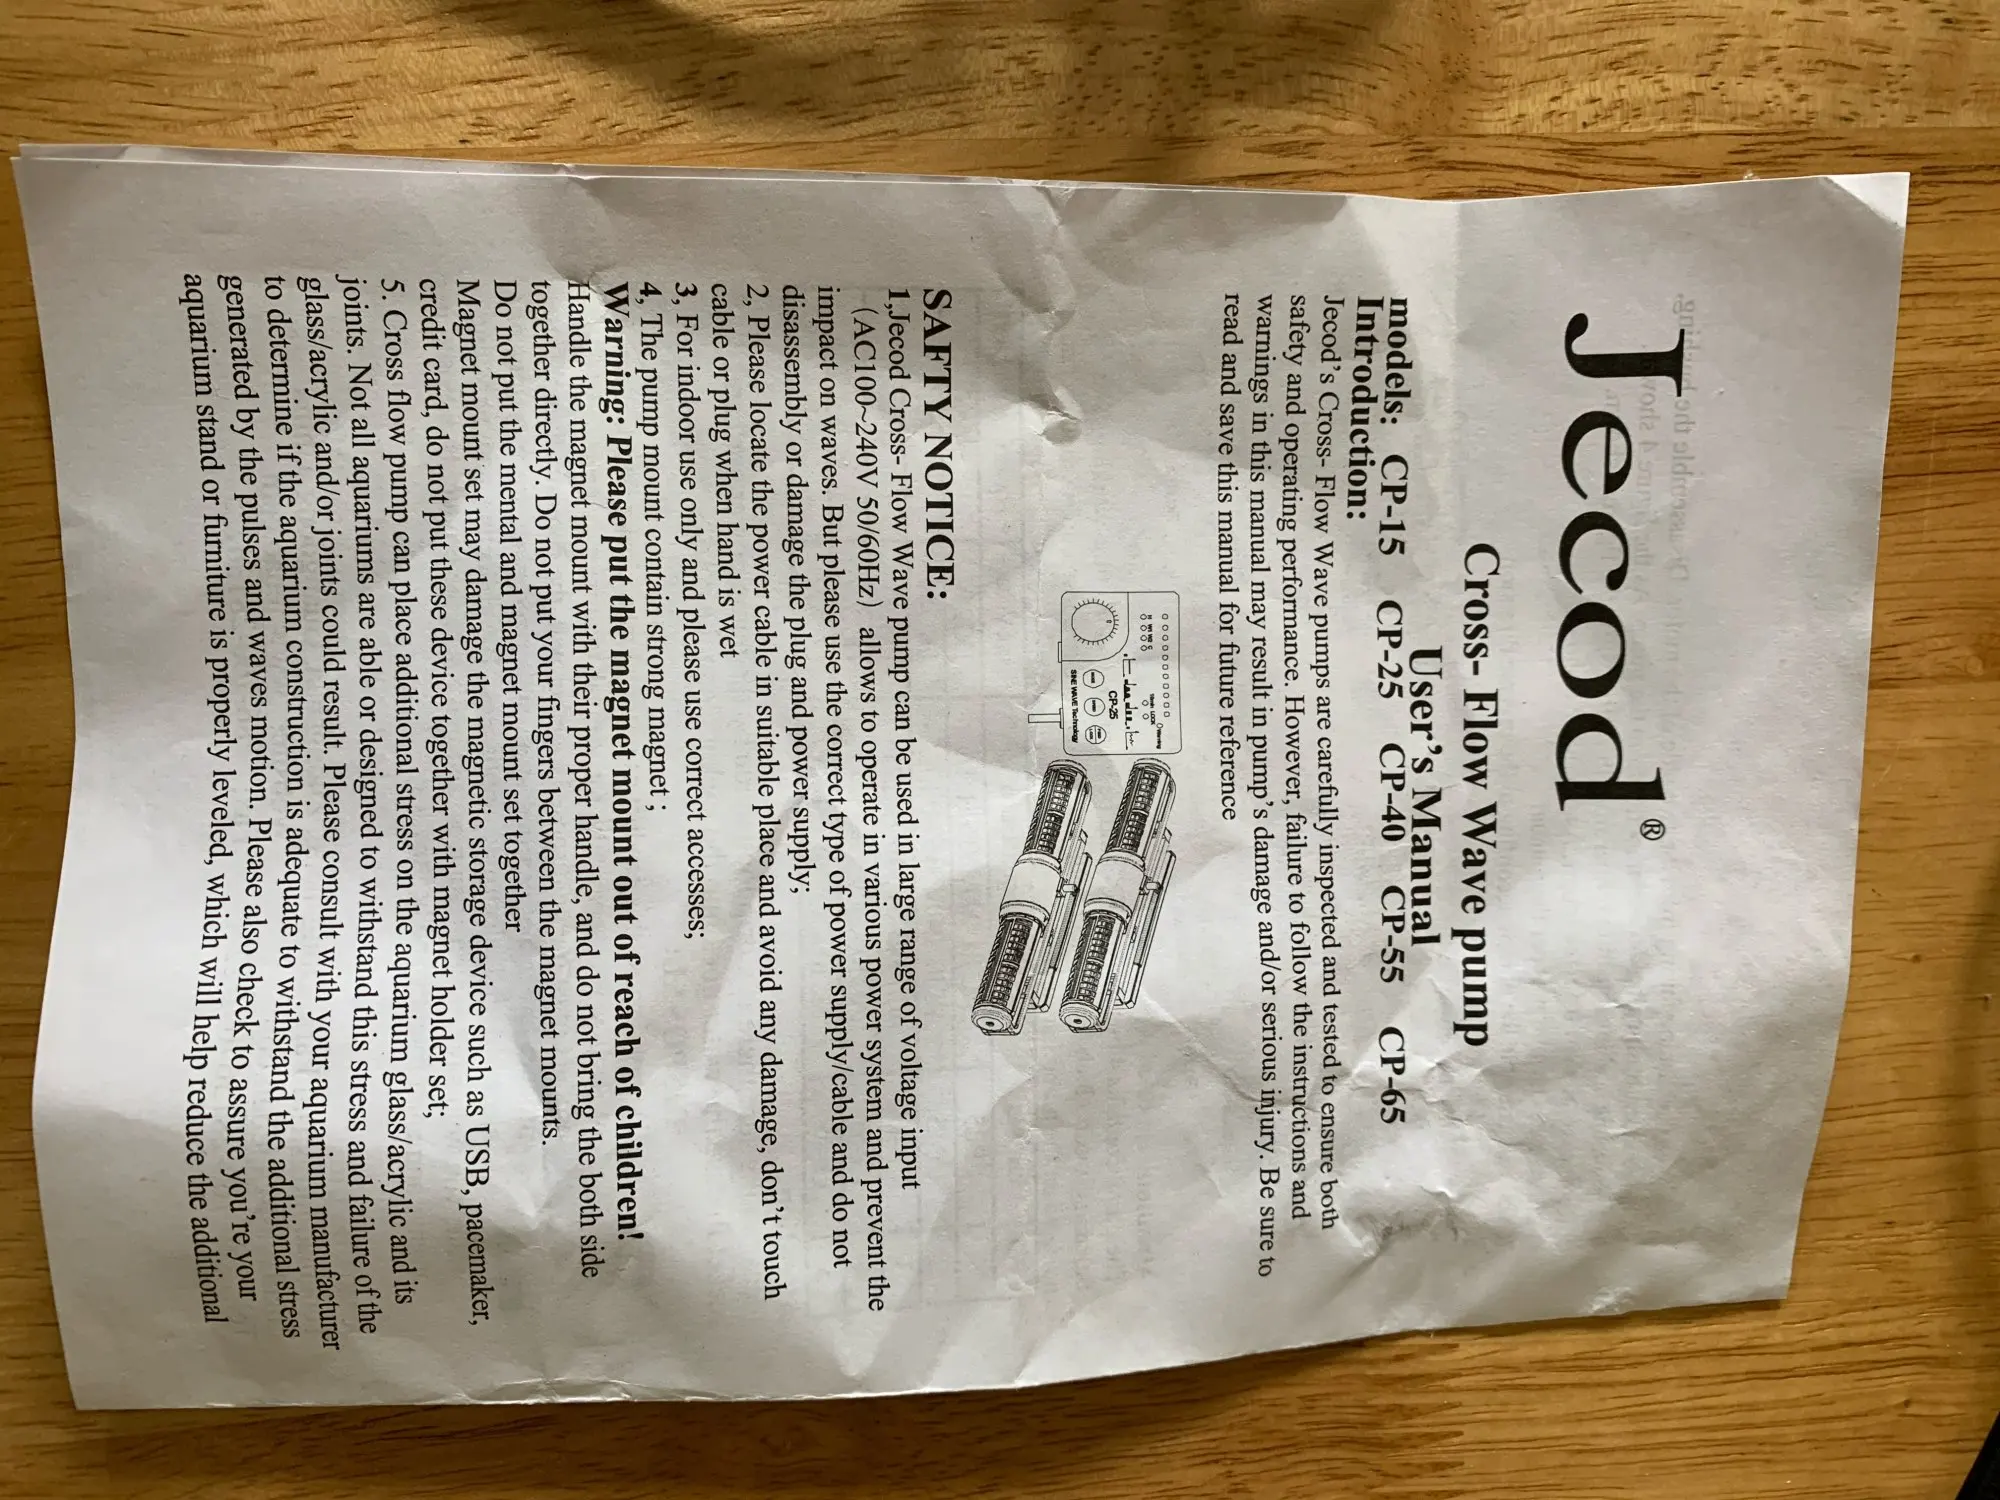 Jecod®
Cross- Flow Wave pump
User's Manual
models: CP-15 CP-25 CP-40 CP-55 CP-65
Introduction:
Jecod's Cross- Flow Wave pumps are carefully inspected and tested to ensure both
safety and operating performance. However, failure to follow the instructions and
warnings in this manual may result in pump's damage and/or serious injury. Be sure to
read and save this manual for future reference
CP-25
SINE WAVE Technology
SAFTY NOTICE:
1,Jecod Cross- Flow Wave pump can be used in large range of voltage input
(AC100~240V 50/60Hz) allows to operate in various power system and prevent the
impact on waves. But please use the correct type of power supply/cable and do not
disassembly or damage the plug and power supply;
2, Please locate the power cable in suitable place and avoid any damage, don't touch
cable or plug when hand is wet
3, For indoor use only and please use correct accesses;
4, The pump mount contain strong magnet ;
Warning: Please put the magnet mount out of reach of children!
Handle the magnet mount with their proper handle, and do not bring the both side
together directly. Do not put your fingers between the magnet mounts.
Do not put the mental and magnet mount set together
Magnet mount set may damage the magnetic storage device such as USB, pacemaker,
credit card, do not put these device together with magnet holder set;
5. Cross flow pump can place additional stress on the aquarium glass/acrylic and its
joints. Not all aquariums are able or designed to withstand this stress and failure of the
glass/acrylic and/or joints could result. Please consult with your aquarium manufacturer
to determine if the aquarium construction is adequate to withstand the additional stress
generated by the pulses and waves motion. Please also check to assure you're your
aquarium stand or furniture is properly leveled, which will help reduce the additional